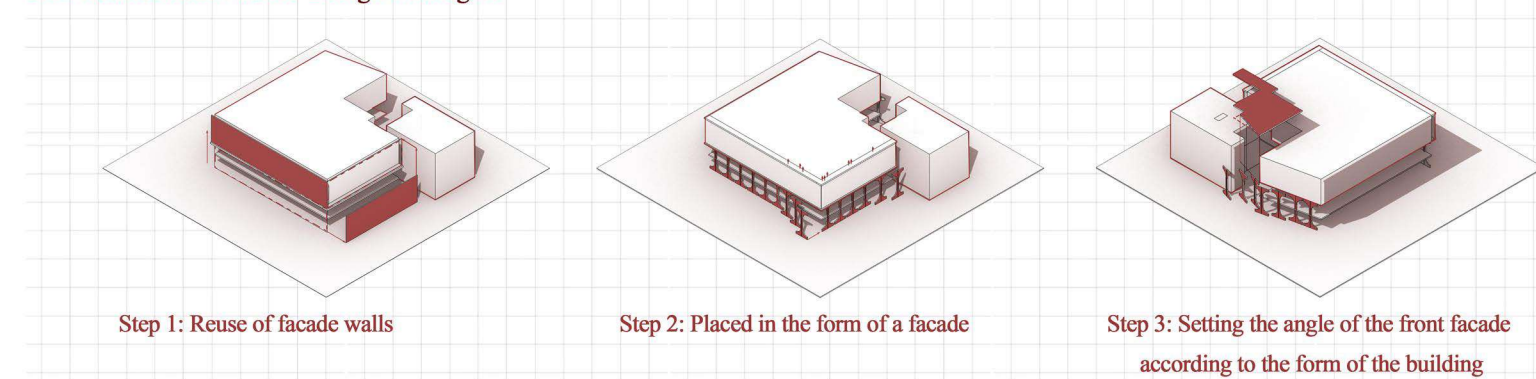 Step 1: Reuse of facade walls
Step 2: Placed in the form of a facade
Step 3: Setting the angle of the front facade
according to the form of the building